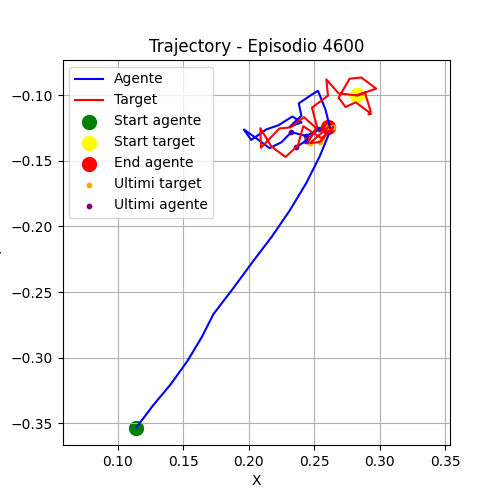 Trajectory - Episodio 4600
Agente
Target
Start agente
Start target
End agente
Ultimi target
Ultimi agente
−0.10
−0.15
−0.20
−0.25
−0.30
−0.35
0.10 0.15 0.20 0.25 0.30 0.35
X